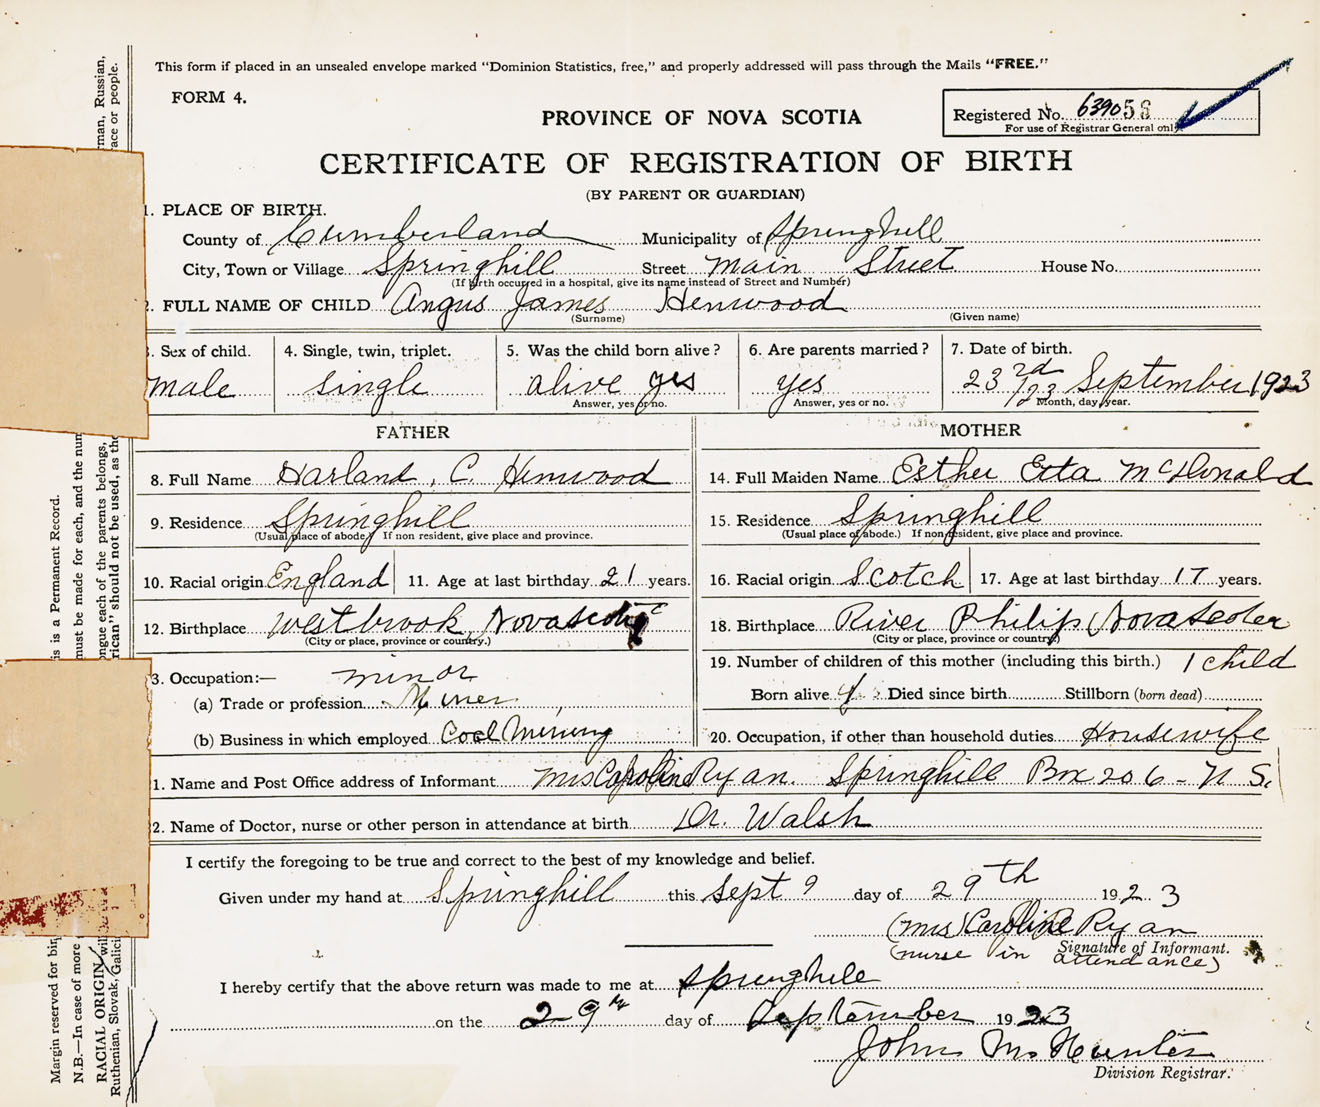 This form if placed in an unsealed envelope marked "Dominion Statistics, free," and properly addressed will pass through the Mails "FREE."
FORM 4.
PROVINCE OF NOVA SCOTIA
Registered No. 639056
For use of Registrar General only
CERTIFICATE OF REGISTRATION OF BIRTH
(BY PARENT OR GUARDIAN)
1. PLACE OF BIRTH.
County of Cumberland Municipality of Springhill
City, Town or Village Springhill Street Main Street House No.
(If birth occurred in a hospital, give its name instead of Street and Number)
2. FULL NAME OF CHILD Angus James Henwood
(Surname) (Given name)
3. Sex of child. 4. Single, twin, triplet. 5. Was the child born alive? 6. Are parents married? 7. Date of birth.
male single alive yes yes 23rd /23 September 1923
Answer, yes or no. Answer, yes or no. Month, day, year.
FATHER MOTHER
8. Full Name Harland, C. Henwood 14. Full Maiden Name Esther Etta McDonald
9. Residence Springhill 15. Residence Springhill
(Usual place of abode) If non resident, give place and province. (Usual place of abode.) If non resident, give place and province.
10. Racial origin England 11. Age at last birthday 21 years. 16. Racial origin Scotch 17. Age at last birthday 17 years.
12. Birthplace Westbrook, Novascotia 18. Birthplace River Philip Novascotia
(City or place, province or country.) (City or place, province or country)
19. Number of children of this mother (including this birth.) 1 child
3. Occupation:— minor
Born alive Died since birth Stillborn (born dead)
(a) Trade or profession Miner
(b) Business in which employed Coal Mining 20. Occupation, if other than household duties. Housewife
1. Name and Post Office address of Informant Mrs Caroline Ryan. Springhill Box 206 - N S.
2. Name of Doctor, nurse or other person in attendance at birth Dr. Walsh
I certify the foregoing to be true and correct to the best of my knowledge and belief.
Given under my hand at Springhill this Sept 9 day of 29th 1923
(Mrs) Caroline Ryan
Signature of Informant.
(nurse in attendance)
I hereby certify that the above return was made to me at Springhill
on the 29th day of September 1923
John Mc Hunter
Division Registrar.
Margin reserved for bin
is is a Permanent Record.
N.B.—In case of more
must be made for each, and the num
RACIAL ORIGIN will
ongue each of the parents belongs,
rman, Russian,
Ruthenian, Slovak, Galici
rican" should not be used, as the
ace or people.